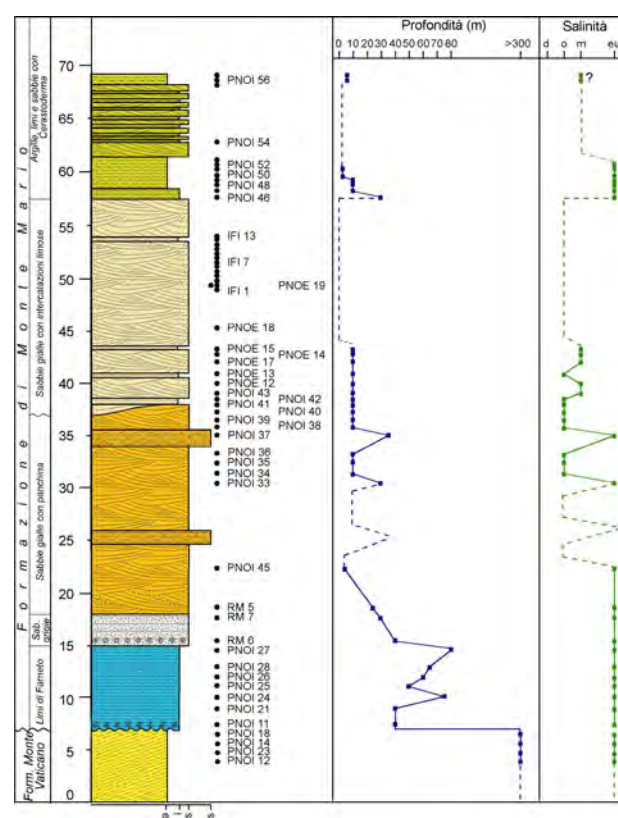 Profondità (m)
Salinità
0 10 20 30 40 50 60 70 80 >300
d o m eu
70
65
60
55
50
45
40
35
30
25
20
15
10
5
0
Formazione di Monte Mario
Argille, limi e sabbie con Cerastoderma
Sabbie gialle con intercalazioni limose
Sabbie gialle con panchina
Sab. grigie
Limi di Farneto
Form. Monte Vaticano
PNOI 56
?
PNOI 54
PNOI 52
PNOI 50
PNOI 48
PNOI 46
IFI 13
IFI 7
PNOE 19
IFI 1
PNOE 18
PNOE 15
PNOE 14
PNOE 17
PNOE 13
PNOE 12
PNOI 43
PNOI 42
PNOI 41
PNOI 40
PNOI 39
PNOI 38
PNOI 37
PNOI 36
PNOI 35
PNOI 34
PNOI 33
PNOI 45
RM 5
RM 7
RM 6
PNOI 27
PNOI 28
PNOI 26
PNOI 25
PNOI 24
PNOI 21
PNOI 11
PNOI 18
PNOI 14
PNOI 23
PNOI 12